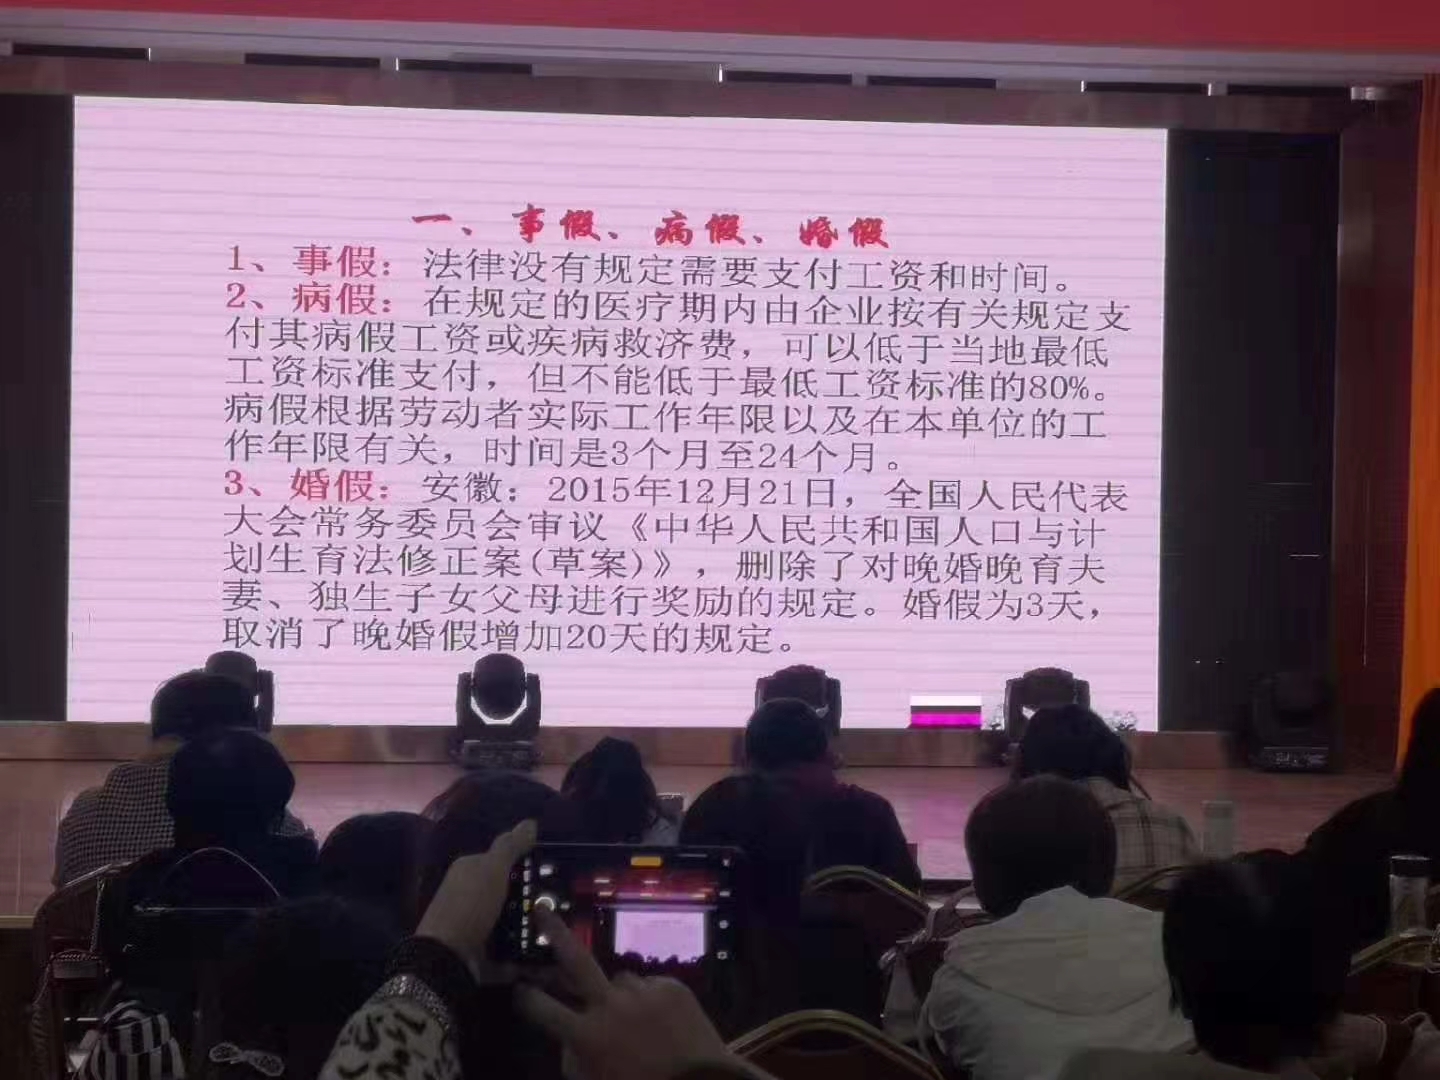 一、事假、病假、婚假
1、事假：法律没有规定需要支付工资和时间。
2、病假：在规定的医疗期内由企业按有关规定支
付其病假工资或疾病救济费，可以低于当地最低
工资标准支付，但不能低于最低工资标准的80%。
病假根据劳动者实际工作年限以及在本单位的工
作年限有关，时间是3个月至24个月。
3、婚假：安徽：2015年12月21日，全国人民代表
大会常务委员会审议《中华人民共和国人口与计
划生育法修正案(草案)》，删除了对晚婚晚育夫
妻、独生子女父母进行奖励的规定。婚假为3天，
取消了晚婚假增加20天的规定。